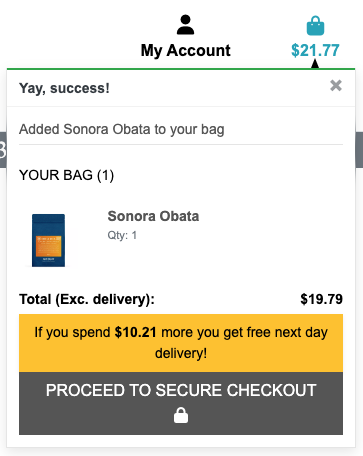 My Account
$21.77
Yay, success!
Added Sonora Obata to your bag
YOUR BAG (1)
Sonora Obata
Qty: 1
Total (Exc. delivery): $19.79
If you spend $10.21 more you get free next day
delivery!
PROCEED TO SECURE CHECKOUT